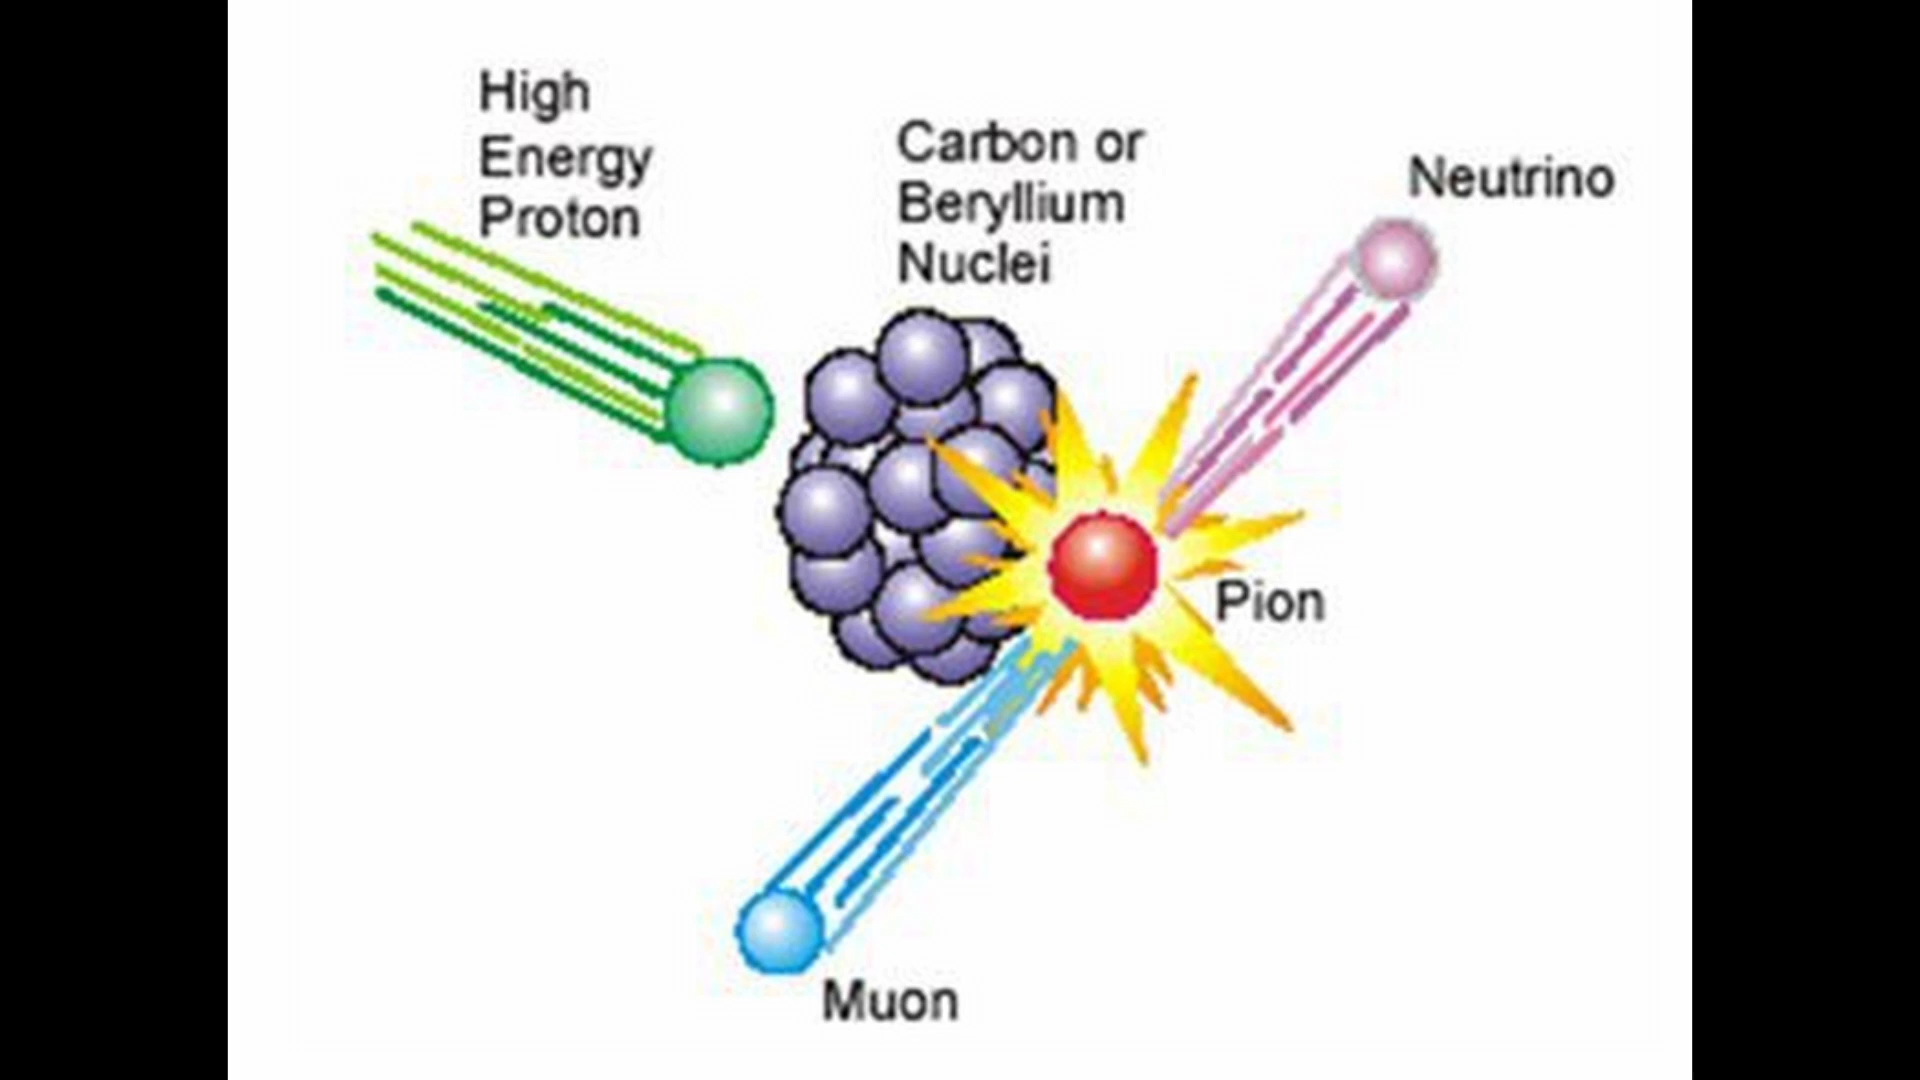 High
Energy
Proton
Carbon or
Beryllium
Nuclei
Neutrino
Pion
Muon